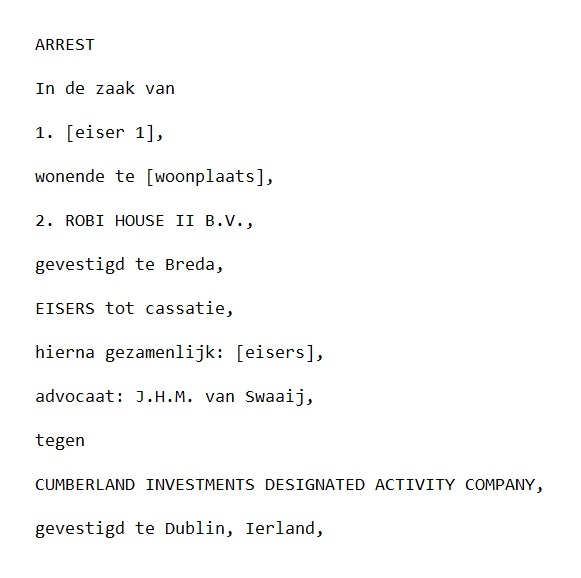 ARREST
In de zaak van
1. [eiser 1],
wonende te [woonplaats],
2. ROBI HOUSE II B.V.,
gevestigd te Breda,
EISERS tot cassatie,
hierna gezamenlijk: [eisers],
advocaat: J.H.M. van Swaaij,
tegen
CUMBERLAND INVESTMENTS DESIGNATED ACTIVITY COMPANY,
gevestigd te Dublin, Ierland,